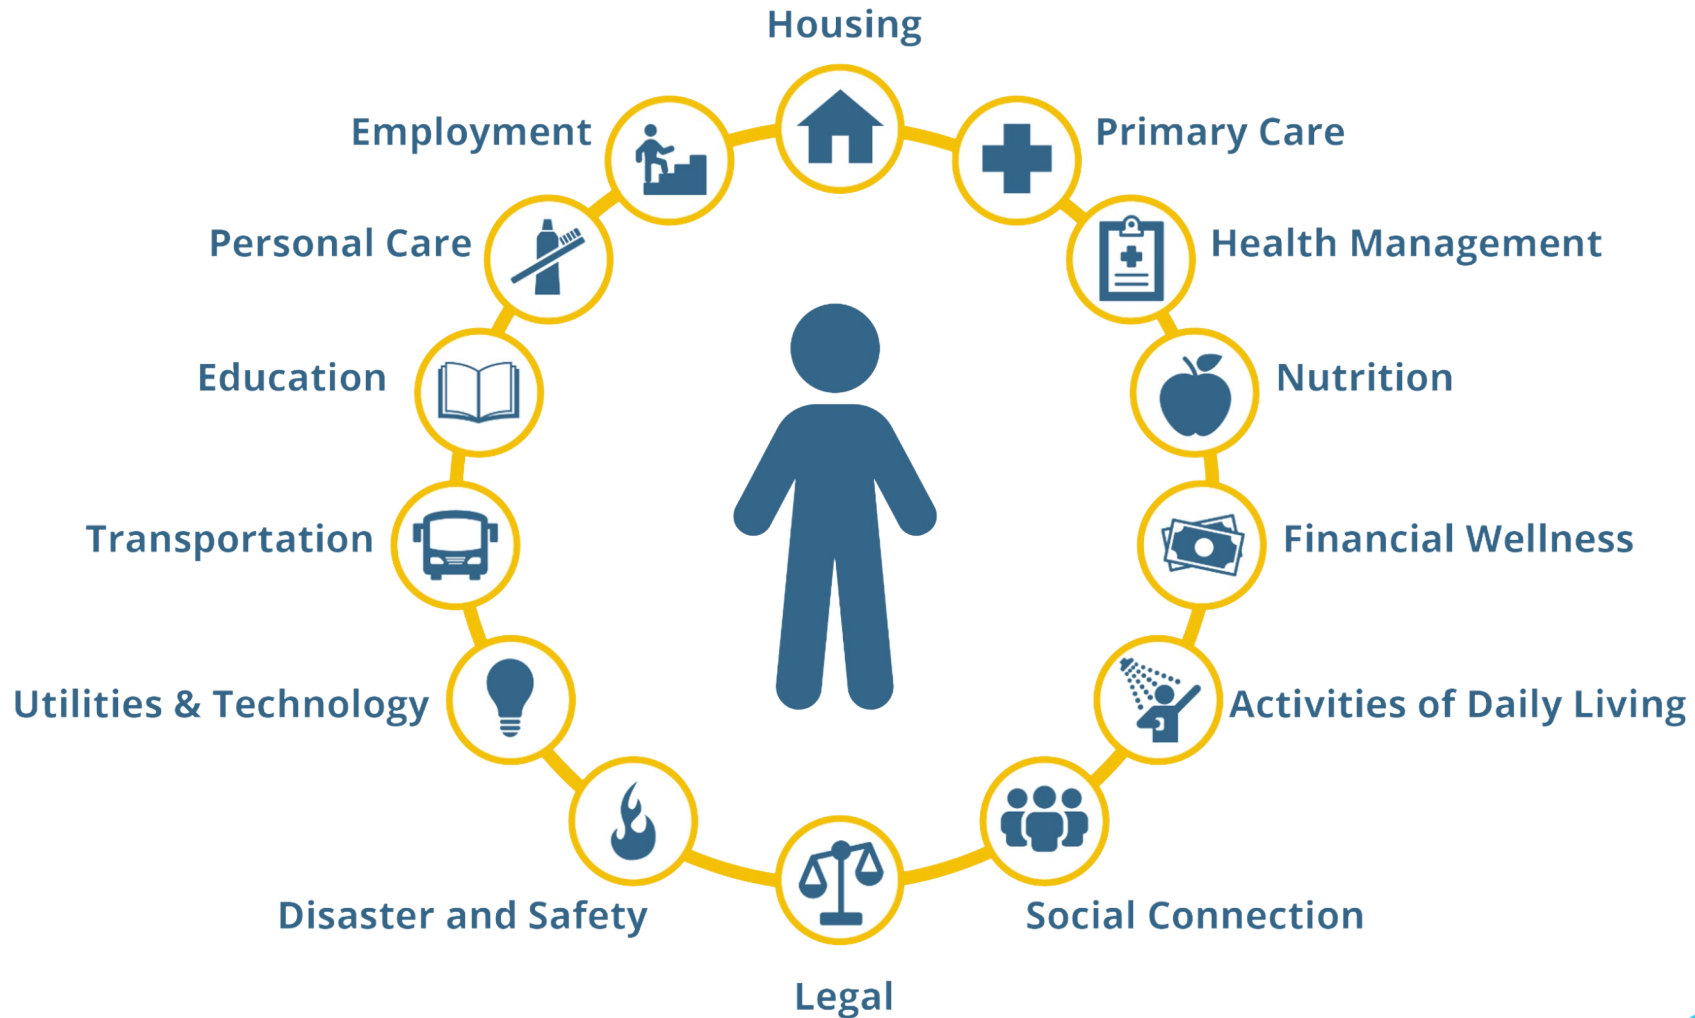 Housing
Employment
Primary Care
Personal Care
Health Management
Education
Nutrition
Transportation
Financial Wellness
Utilities & Technology
Activities of Daily Living
Disaster and Safety
Social Connection
Legal